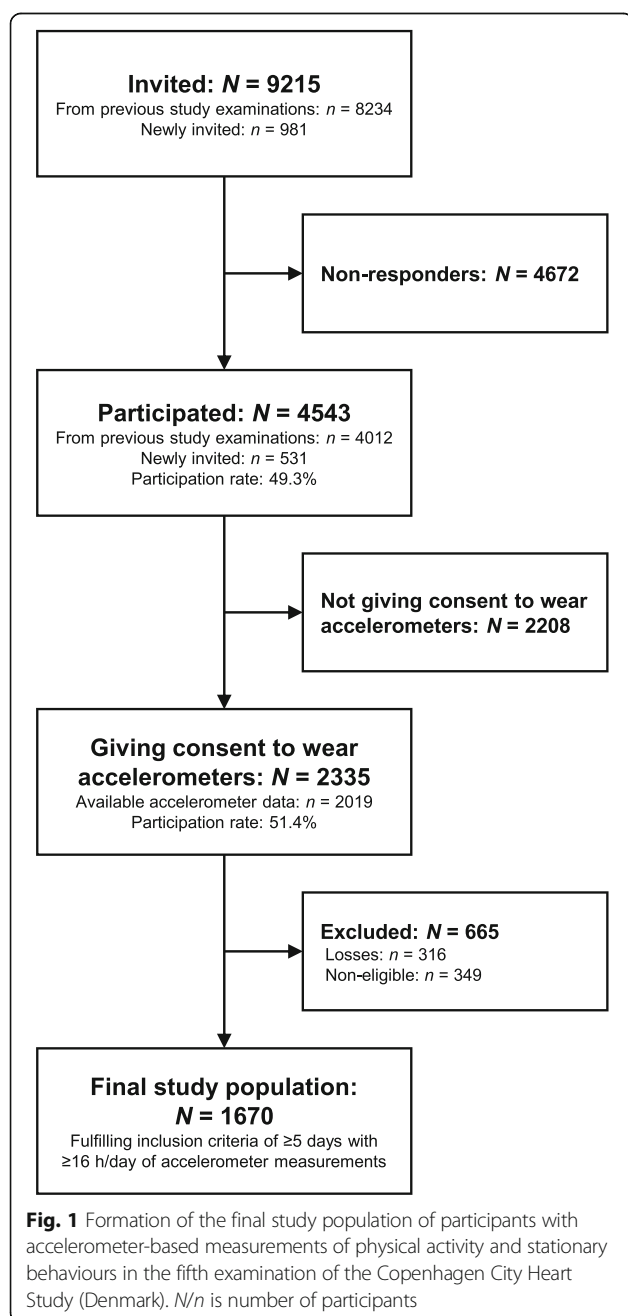 Invited: N = 9215
From previous study examinations: n = 8234
Newly invited: n = 981
Non-responders: N = 4672
Participated: N = 4543
From previous study examinations: n = 4012
Newly invited: n = 531
Participation rate: 49.3%
Not giving consent to wear
accelerometers: N = 2208
Giving consent to wear
accelerometers: N = 2335
Available accelerometer data: n = 2019
Participation rate: 51.4%
Excluded: N = 665
Losses: n = 316
Non-eligible: n = 349
Final study population:
N = 1670
Fulfilling inclusion criteria of ≥5 days with
≥16 h/day of accelerometer measurements
Fig. 1 Formation of the final study population of participants with
accelerometer-based measurements of physical activity and stationary
behaviours in the fifth examination of the Copenhagen City Heart
Study (Denmark). N/n is number of participants